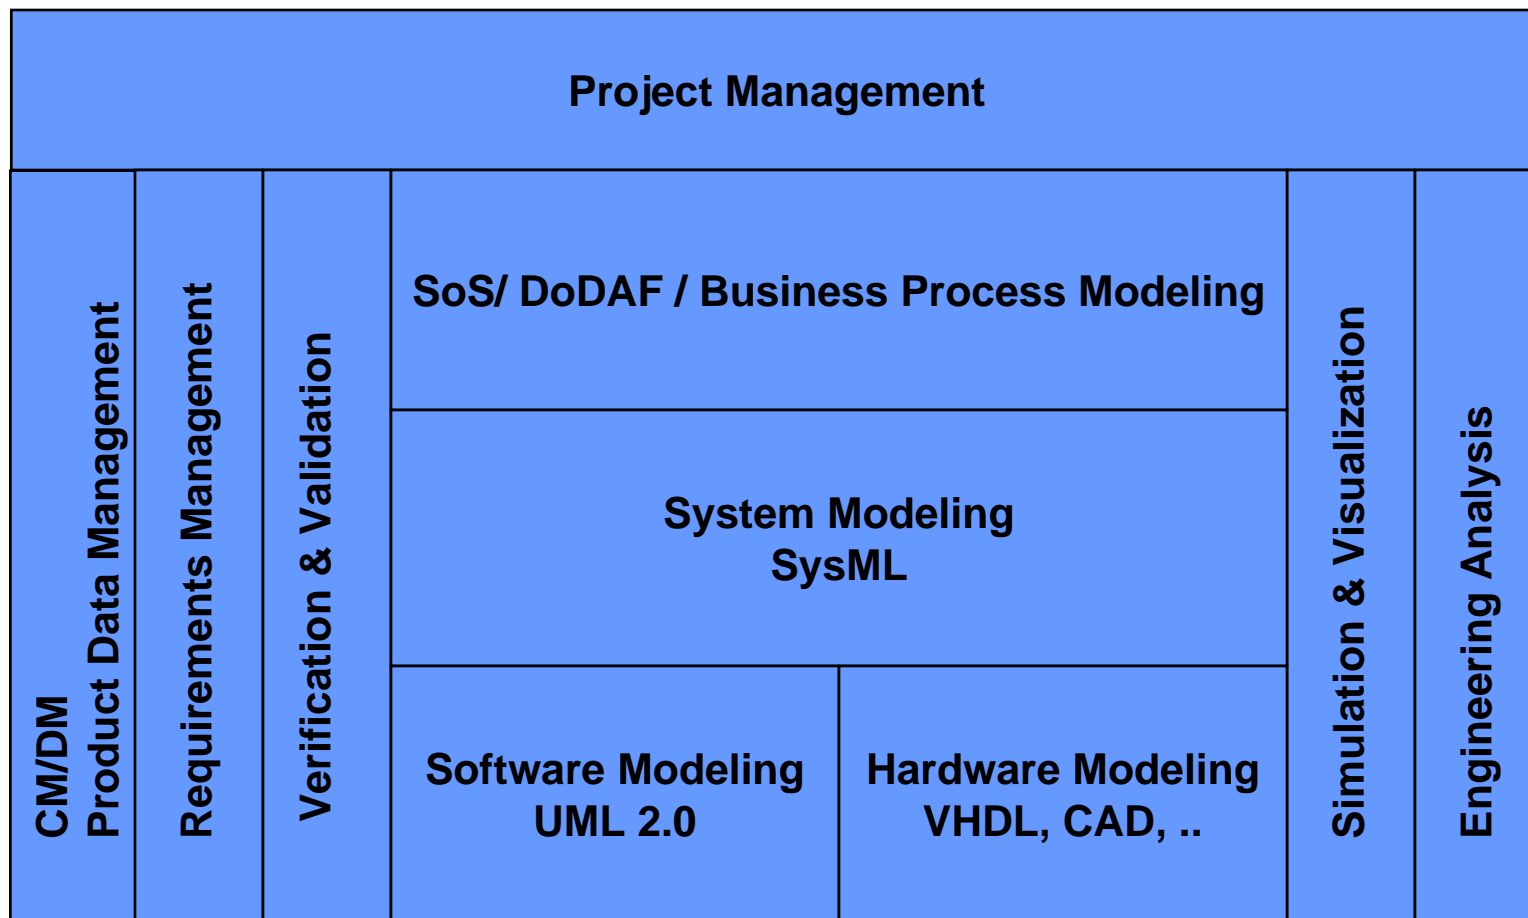 Project Management
CM/DM
Product Data Management
Requirements Management
Verification & Validation
SoS/ DoDAF / Business Process Modeling
System Modeling
SysML
Software Modeling
UML 2.0
Hardware Modeling
VHDL, CAD, ..
Simulation & Visualization
Engineering Analysis